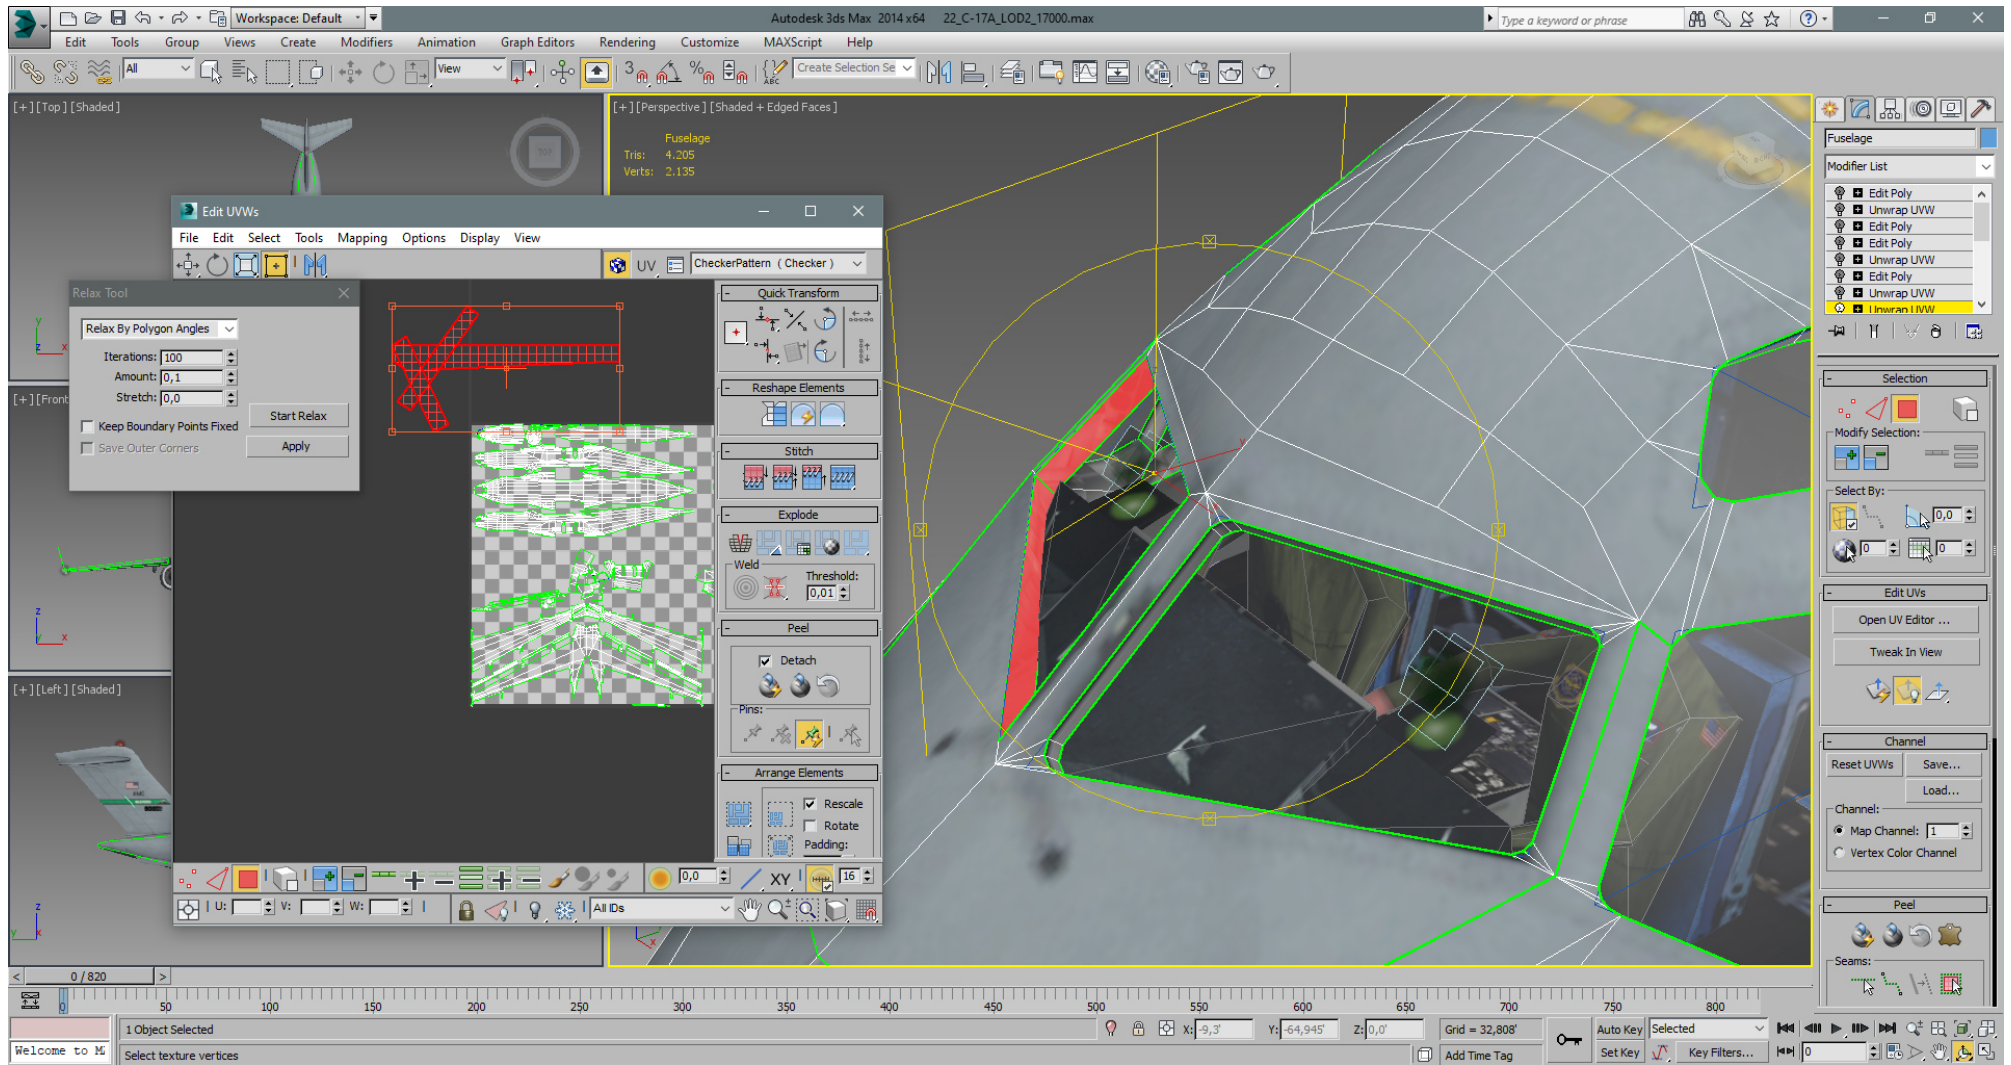 Workspace: Default
Autodesk 3ds Max 2014 x64 22_C-17A_LOD2_17000.max
Type a keyword or phrase
Edit Tools Group Views Create Modifiers Animation Graph Editors Rendering Customize MAXScript Help
All
View
3
%
ABC
Create Selection Se
[+][Top][Shaded]
TOP
[+][Perspective][Shaded + Edged Faces]
Fuselage
Tris: 4.205
Verts: 2.135
Edit UVWs
File Edit Select Tools Mapping Options Display View
UV
CheckerPattern ( Checker )
Relax Tool
Relax By Polygon Angles
Iterations: 100
Amount: 0,1
Stretch: 0,0
Start Relax
Keep Boundary Points Fixed
Save Outer Corners
Apply
[+][Front
[+][Left][Shaded]
Quick Transform
Reshape Elements
Stitch
Explode
Weld
Threshold:
0,01
Peel
Detach
Pins:
Arrange Elements
Rescale
Rotate
Padding:
0,0
XY
16
U:
V:
W:
All IDs
Fuselage
Modifier List
Edit Poly
Unwrap UVW
Edit Poly
Edit Poly
Unwrap UVW
Edit Poly
Unwrap UVW
Unwrap UVW
Selection
Modify Selection:
Select By:
0,0
0
0
Edit UVs
Open UV Editor ...
Tweak In View
Channel
Reset UVWs
Save...
Load...
Channel:
Map Channel: 1
Vertex Color Channel
Peel
Seams:
0 / 820
0 50 100 150 200 250 300 350 400 450 500 550 600 650 700 750 800
1 Object Selected
X: -9,3'
Y: -64,945'
Z: 0,0'
Grid = 32,808'
Auto Key
Selected
Welcome to M
Select texture vertices
Add Time Tag
Set Key
Key Filters...
0